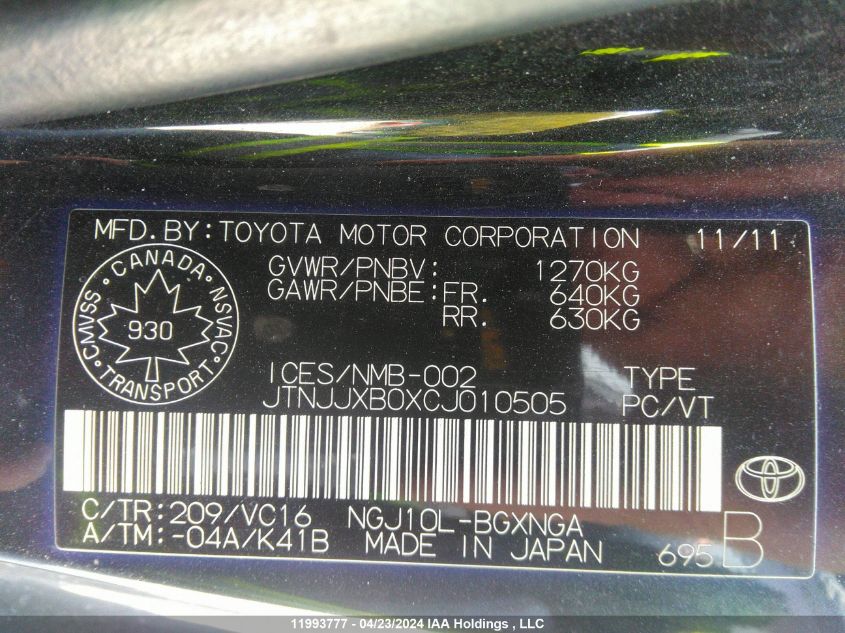 MFD.BY:TOYOTA MOTOR CORPORATION 11/11
GVWR/PNBV: 1270KG
GAWR/PNBE:FR. 640KG
RR. 630KG
CANADA
CMVSS 930 NSVAC
TRANSPORT
ICES/NMB-002 TYPE
JTNJJXB0XCJ010505 PC/VT
C/TR:209/VC16 NGJ10L-BGXNGA
A/TM:-04A/K41B MADE IN JAPAN 695 B
11993777 - 04/23/2024 IAA Holdings , LLC